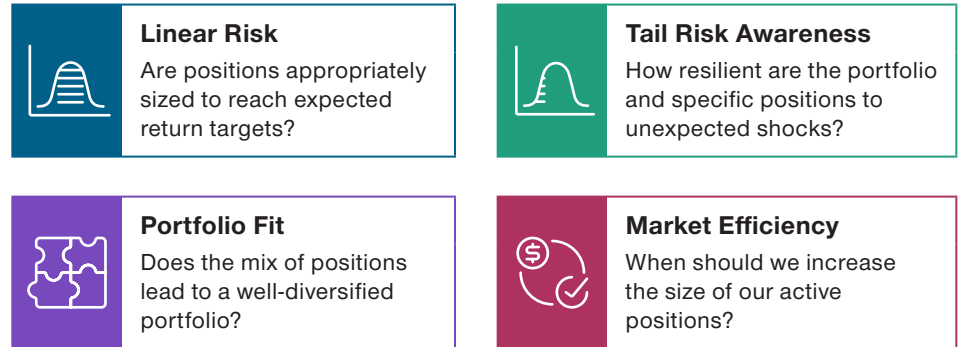 Linear Risk
Are positions appropriately
sized to reach expected
return targets?
Tail Risk Awareness
How resilient are the portfolio
and specific positions to
unexpected shocks?
Portfolio Fit
Does the mix of positions
lead to a well-diversified
portfolio?
$
Market Efficiency
When should we increase
the size of our active
positions?